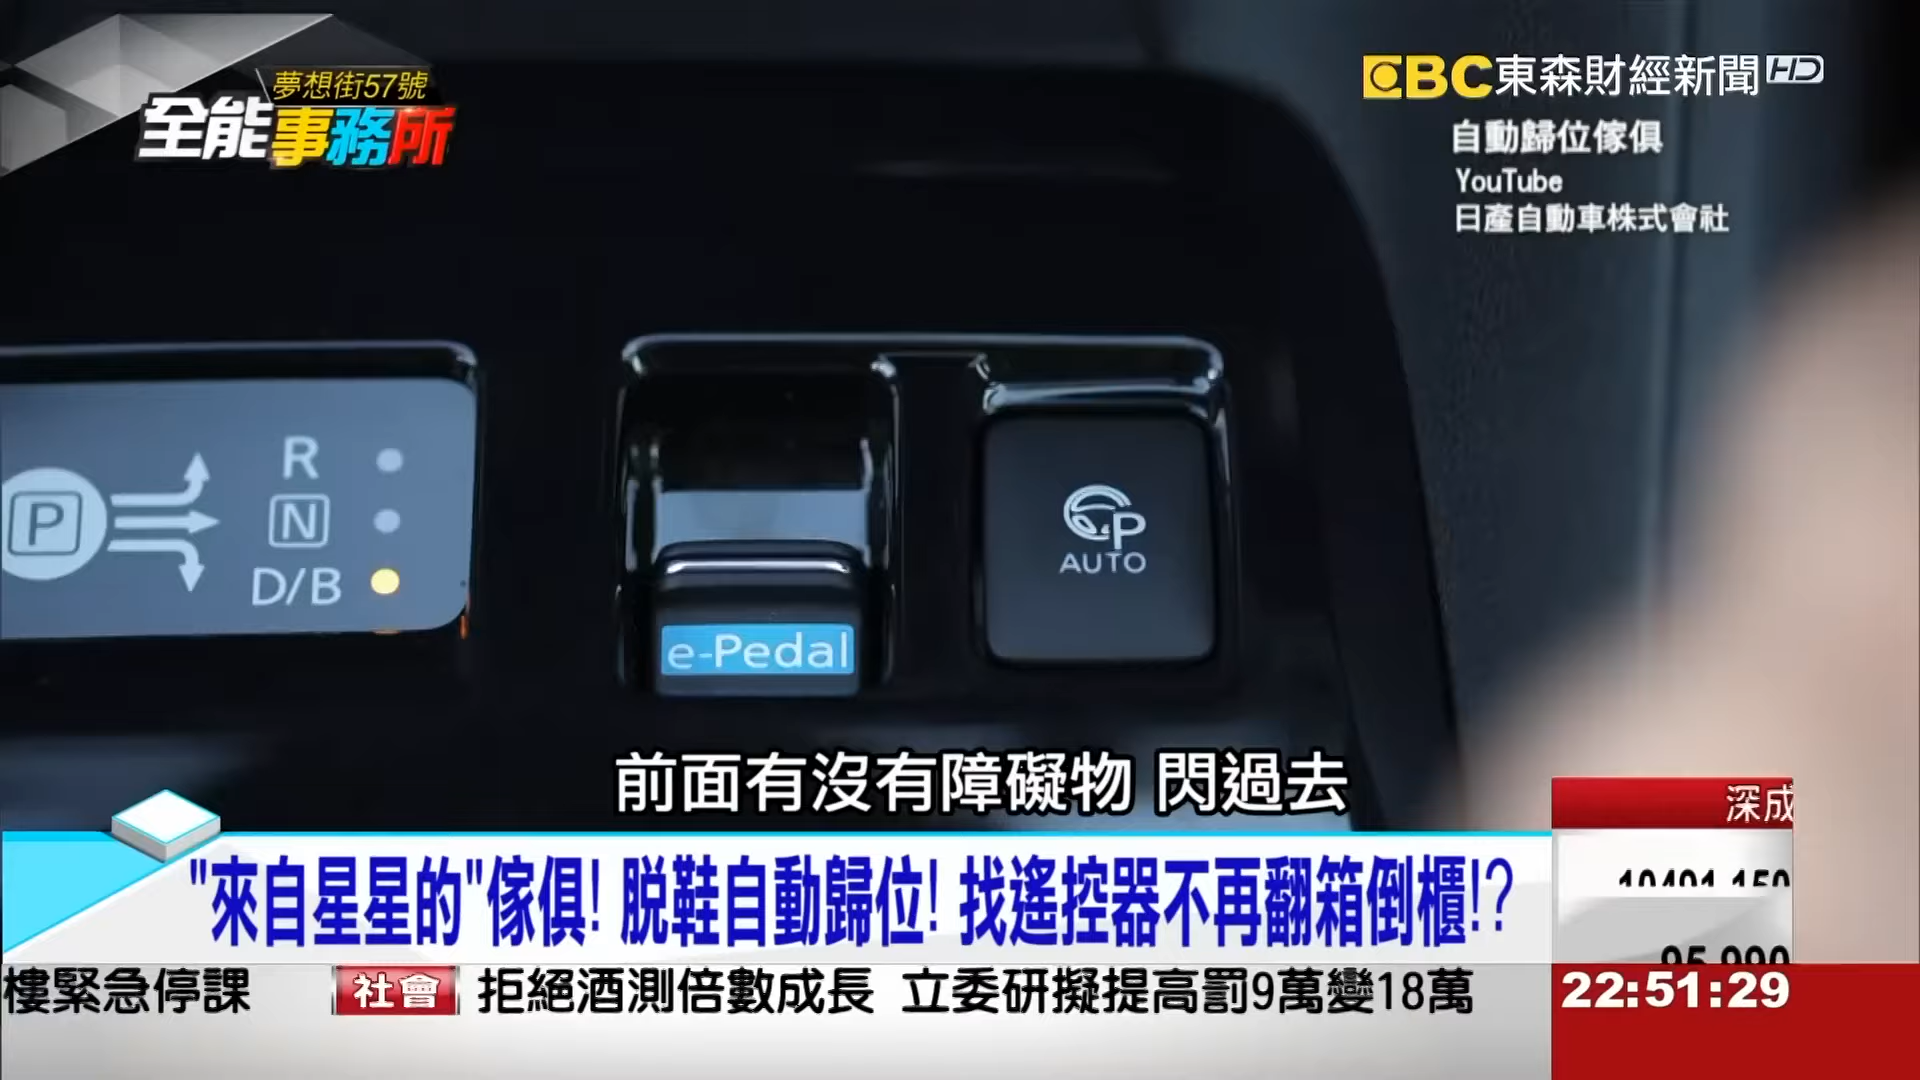 夢想街57號
全能事務所
EBC東森財經新聞HD
自動歸位傢俱
YouTube
日產自動車株式會社
P
R
N
D/B
e-Pedal
P
AUTO
前面有沒有障礙物 閃過去
"來自星星的"傢俱! 脫鞋自動歸位! 找遙控器不再翻箱倒櫃!?
深成
樓緊急停課 社會 拒絕酒測倍數成長 立委研擬提高罰9萬變18萬
22:51:29